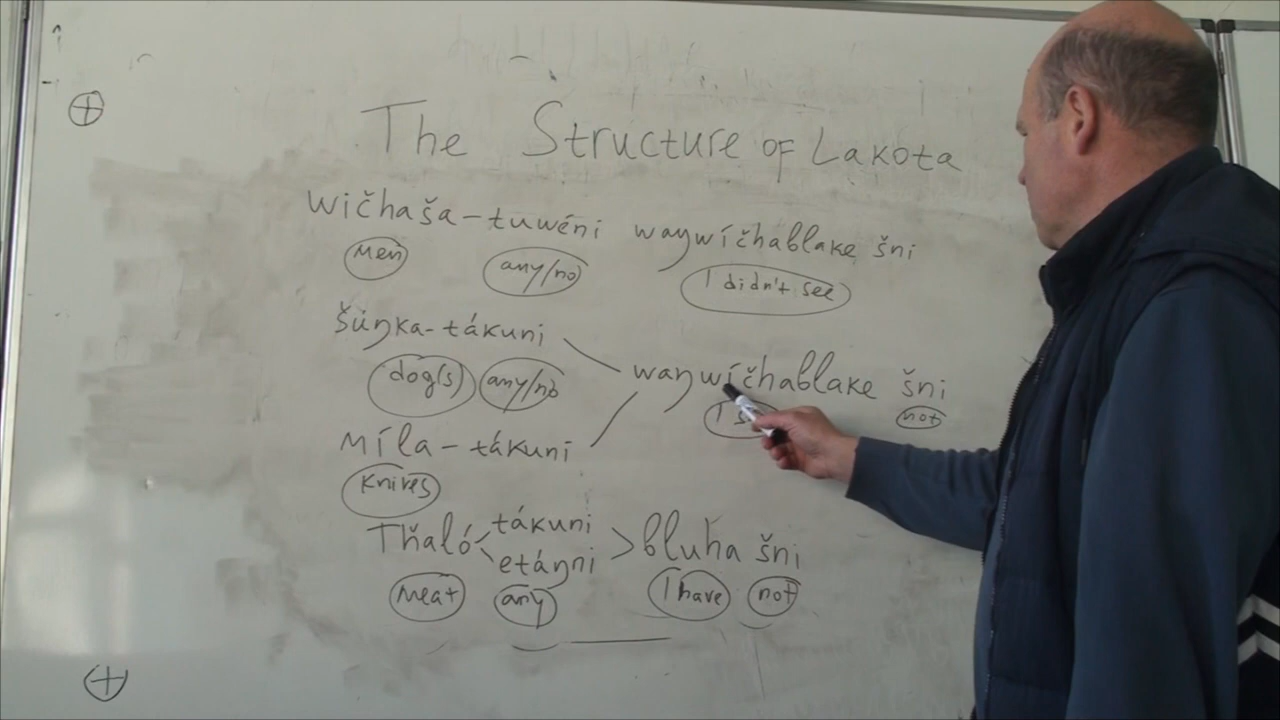 The Structure of Lakota
Wičhaša – tuwéni waŋwíčhablake šni
men any/no I didn't see
šúŋka - tákuni
waŋwíčhablake šni
dog(s) any/no I not
Míla – tákuni
knives
Tȟaló < tákuni > bluha šni
etáŋni
meat any I have not